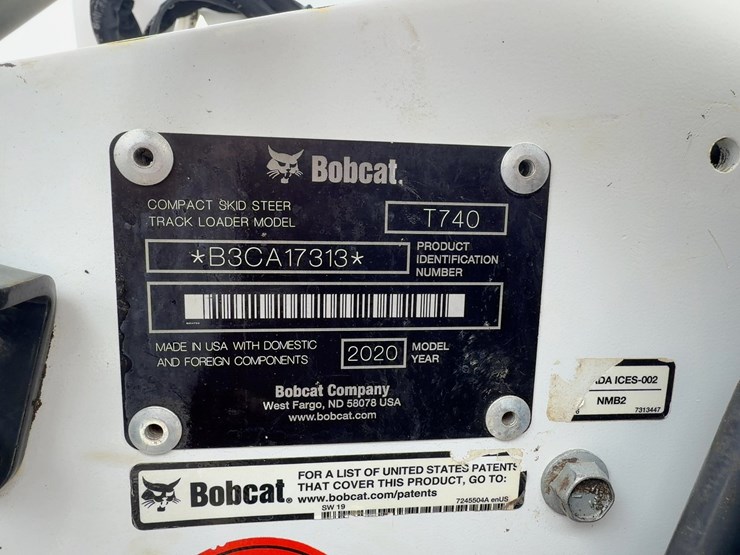 Bobcat.
COMPACT SKID STEER
TRACK LOADER MODEL
T740
*B3CA17313*
PRODUCT
IDENTIFICATION
NUMBER
MADE IN USA WITH DOMESTIC
AND FOREIGN COMPONENTS
2020
MODEL
YEAR
Bobcat Company
West Fargo, ND 58078 USA
www.bobcat.com
ADA ICES-002
NMB2
7313447
Bobcat.
FOR A LIST OF UNITED STATES PATENTS
THAT COVER THIS PRODUCT, GO TO:
www.bobcat.com/patents
SW 19
7245504A enUS